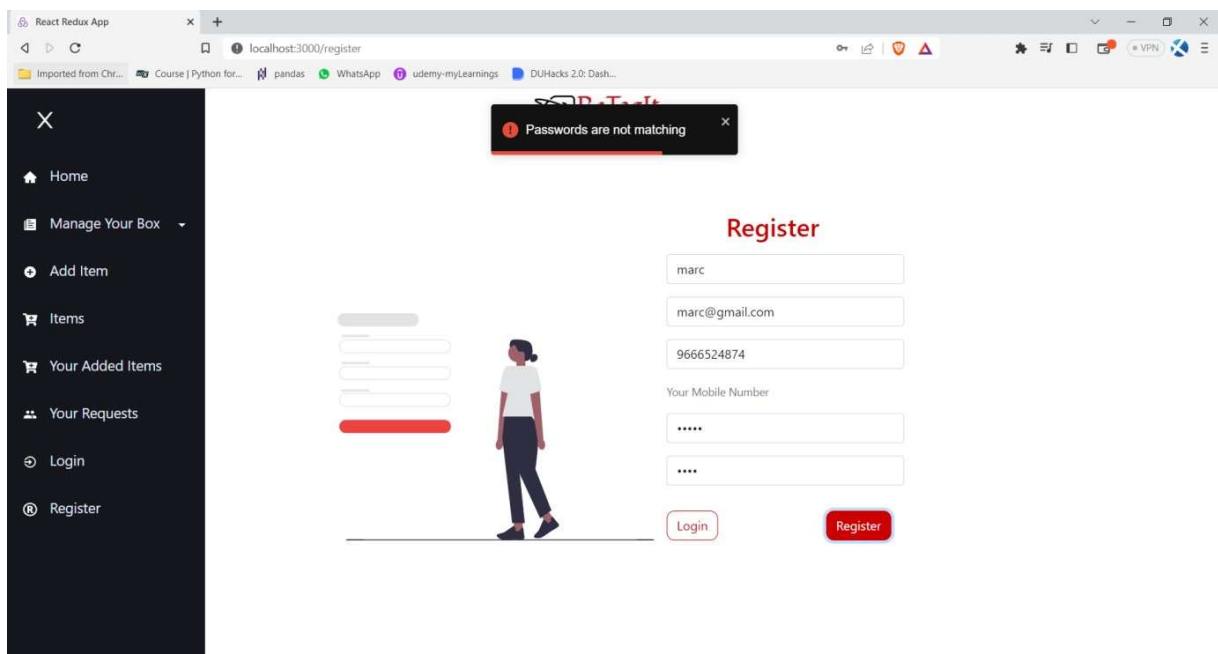 React Redux App
localhost:3000/register
VPN
Imported from Chr... Course | Python for... pandas WhatsApp udemy-myLearnings DUHacks 2.0: Dash...
X
Passwords are not matching
Home
Manage Your Box
Add Item
Items
Your Added Items
Your Requests
Login
Register
Register
marc
marc@gmail.com
9666524874
Your Mobile Number
•••••
••••
Login Register